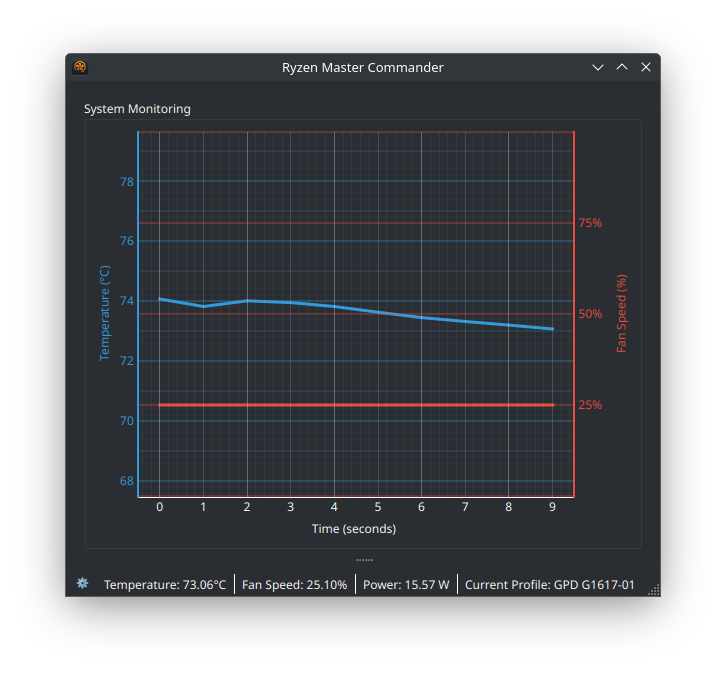 Ryzen Master Commander
System Monitoring
78
76
74
72
70
68
Temperature (°C)
75%
50%
25%
Fan Speed (%)
0 1 2 3 4 5 6 7 8 9
Time (seconds)
Temperature: 73.06°C Fan Speed: 25.10% Power: 15.57 W Current Profile: GPD G1617-01